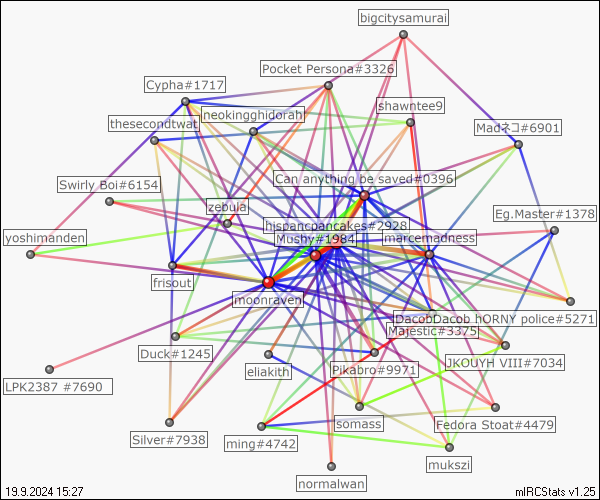 bigcitysamurai
Pocket Persona#3326
Cypha#1717
shawntee9
neokingghidorah
thesecondtwat
Madネコ#6901
Can anything be saved#0396
Swirly Boi#6154
zebula
Eg.Master#1378
hispanspancakes#2928
yoshimanden
Mushy#1984
marcemadness
frisout
moonraven
DacobDacob hORNY police#5271
Majestic#3375
Duck#1245
JKOUYH VIII#7034
eliakith
Pikabro#9971
LPK2387 #7690
somass
Fedora Stoat#4479
Silver#7938
ming#4742
mukszi
normalwan
19.9.2024 15:27
mIRCStats v1.25